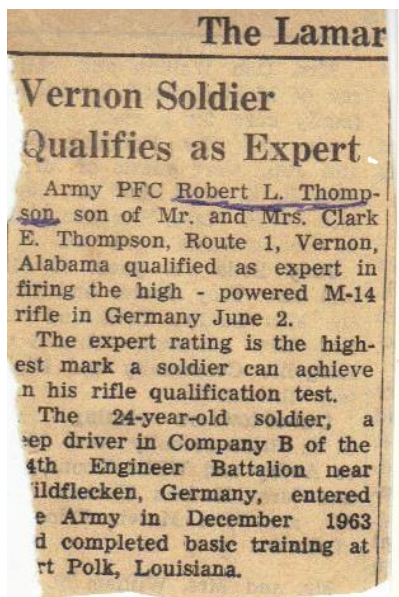 The Lamar
Vernon Soldier
Qualifies as Expert
Army PFC Robert L. Thomp-
son, son of Mr. and Mrs. Clark
E. Thompson, Route 1, Vernon,
Alabama qualified as expert in
firing the high - powered M-14
rifle in Germany June 2.
The expert rating is the high-
est mark a soldier can achieve
n his rifle qualification test.
The 24-year-old soldier, a
eep driver in Company B of the
4th Engineer Battalion near
ildflecken, Germany, entered
e Army in December 1963
d completed basic training at
rt Polk, Louisiana.